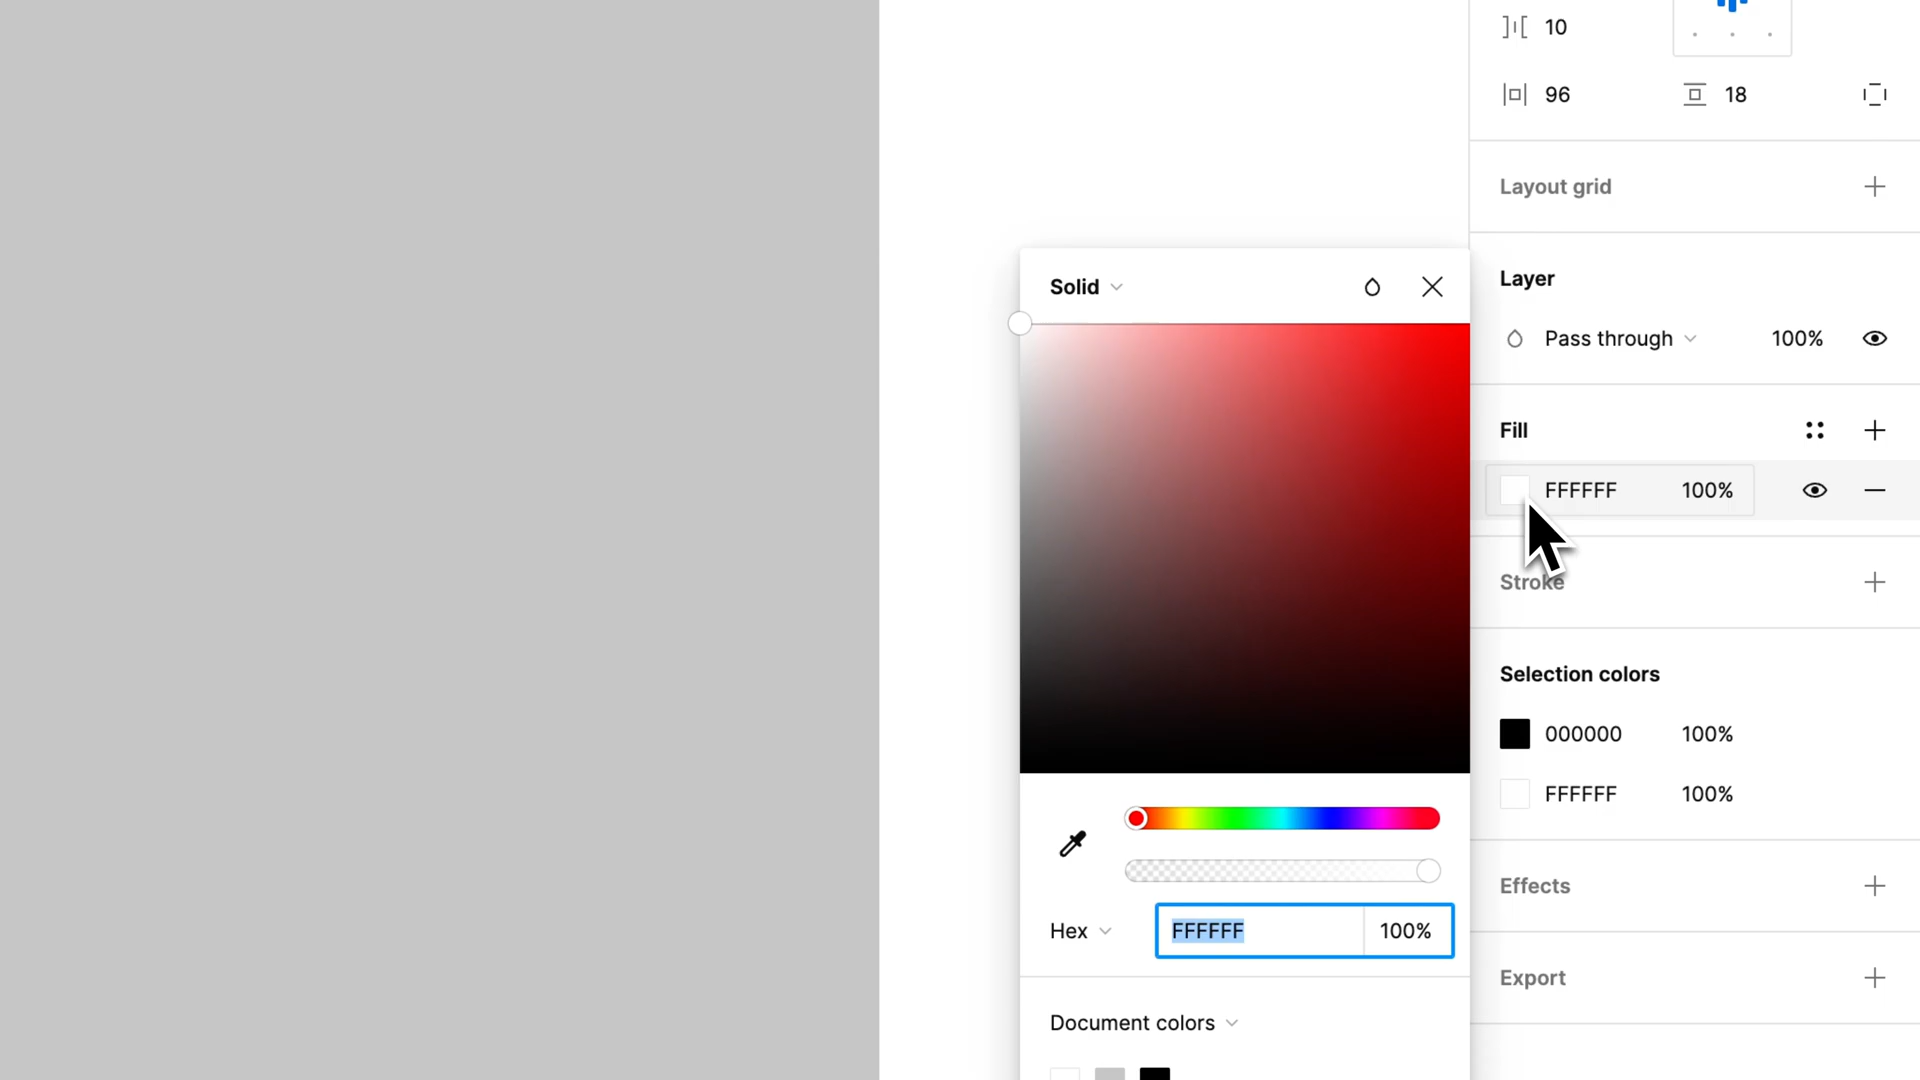 10
96 18
Layout grid
Solid
Layer
Pass through 100%
Fill
FFFFFF 100%
Stroke
Selection colors
000000 100%
FFFFFF 100%
Effects
Hex FFFFFF 100%
Export
Document colors